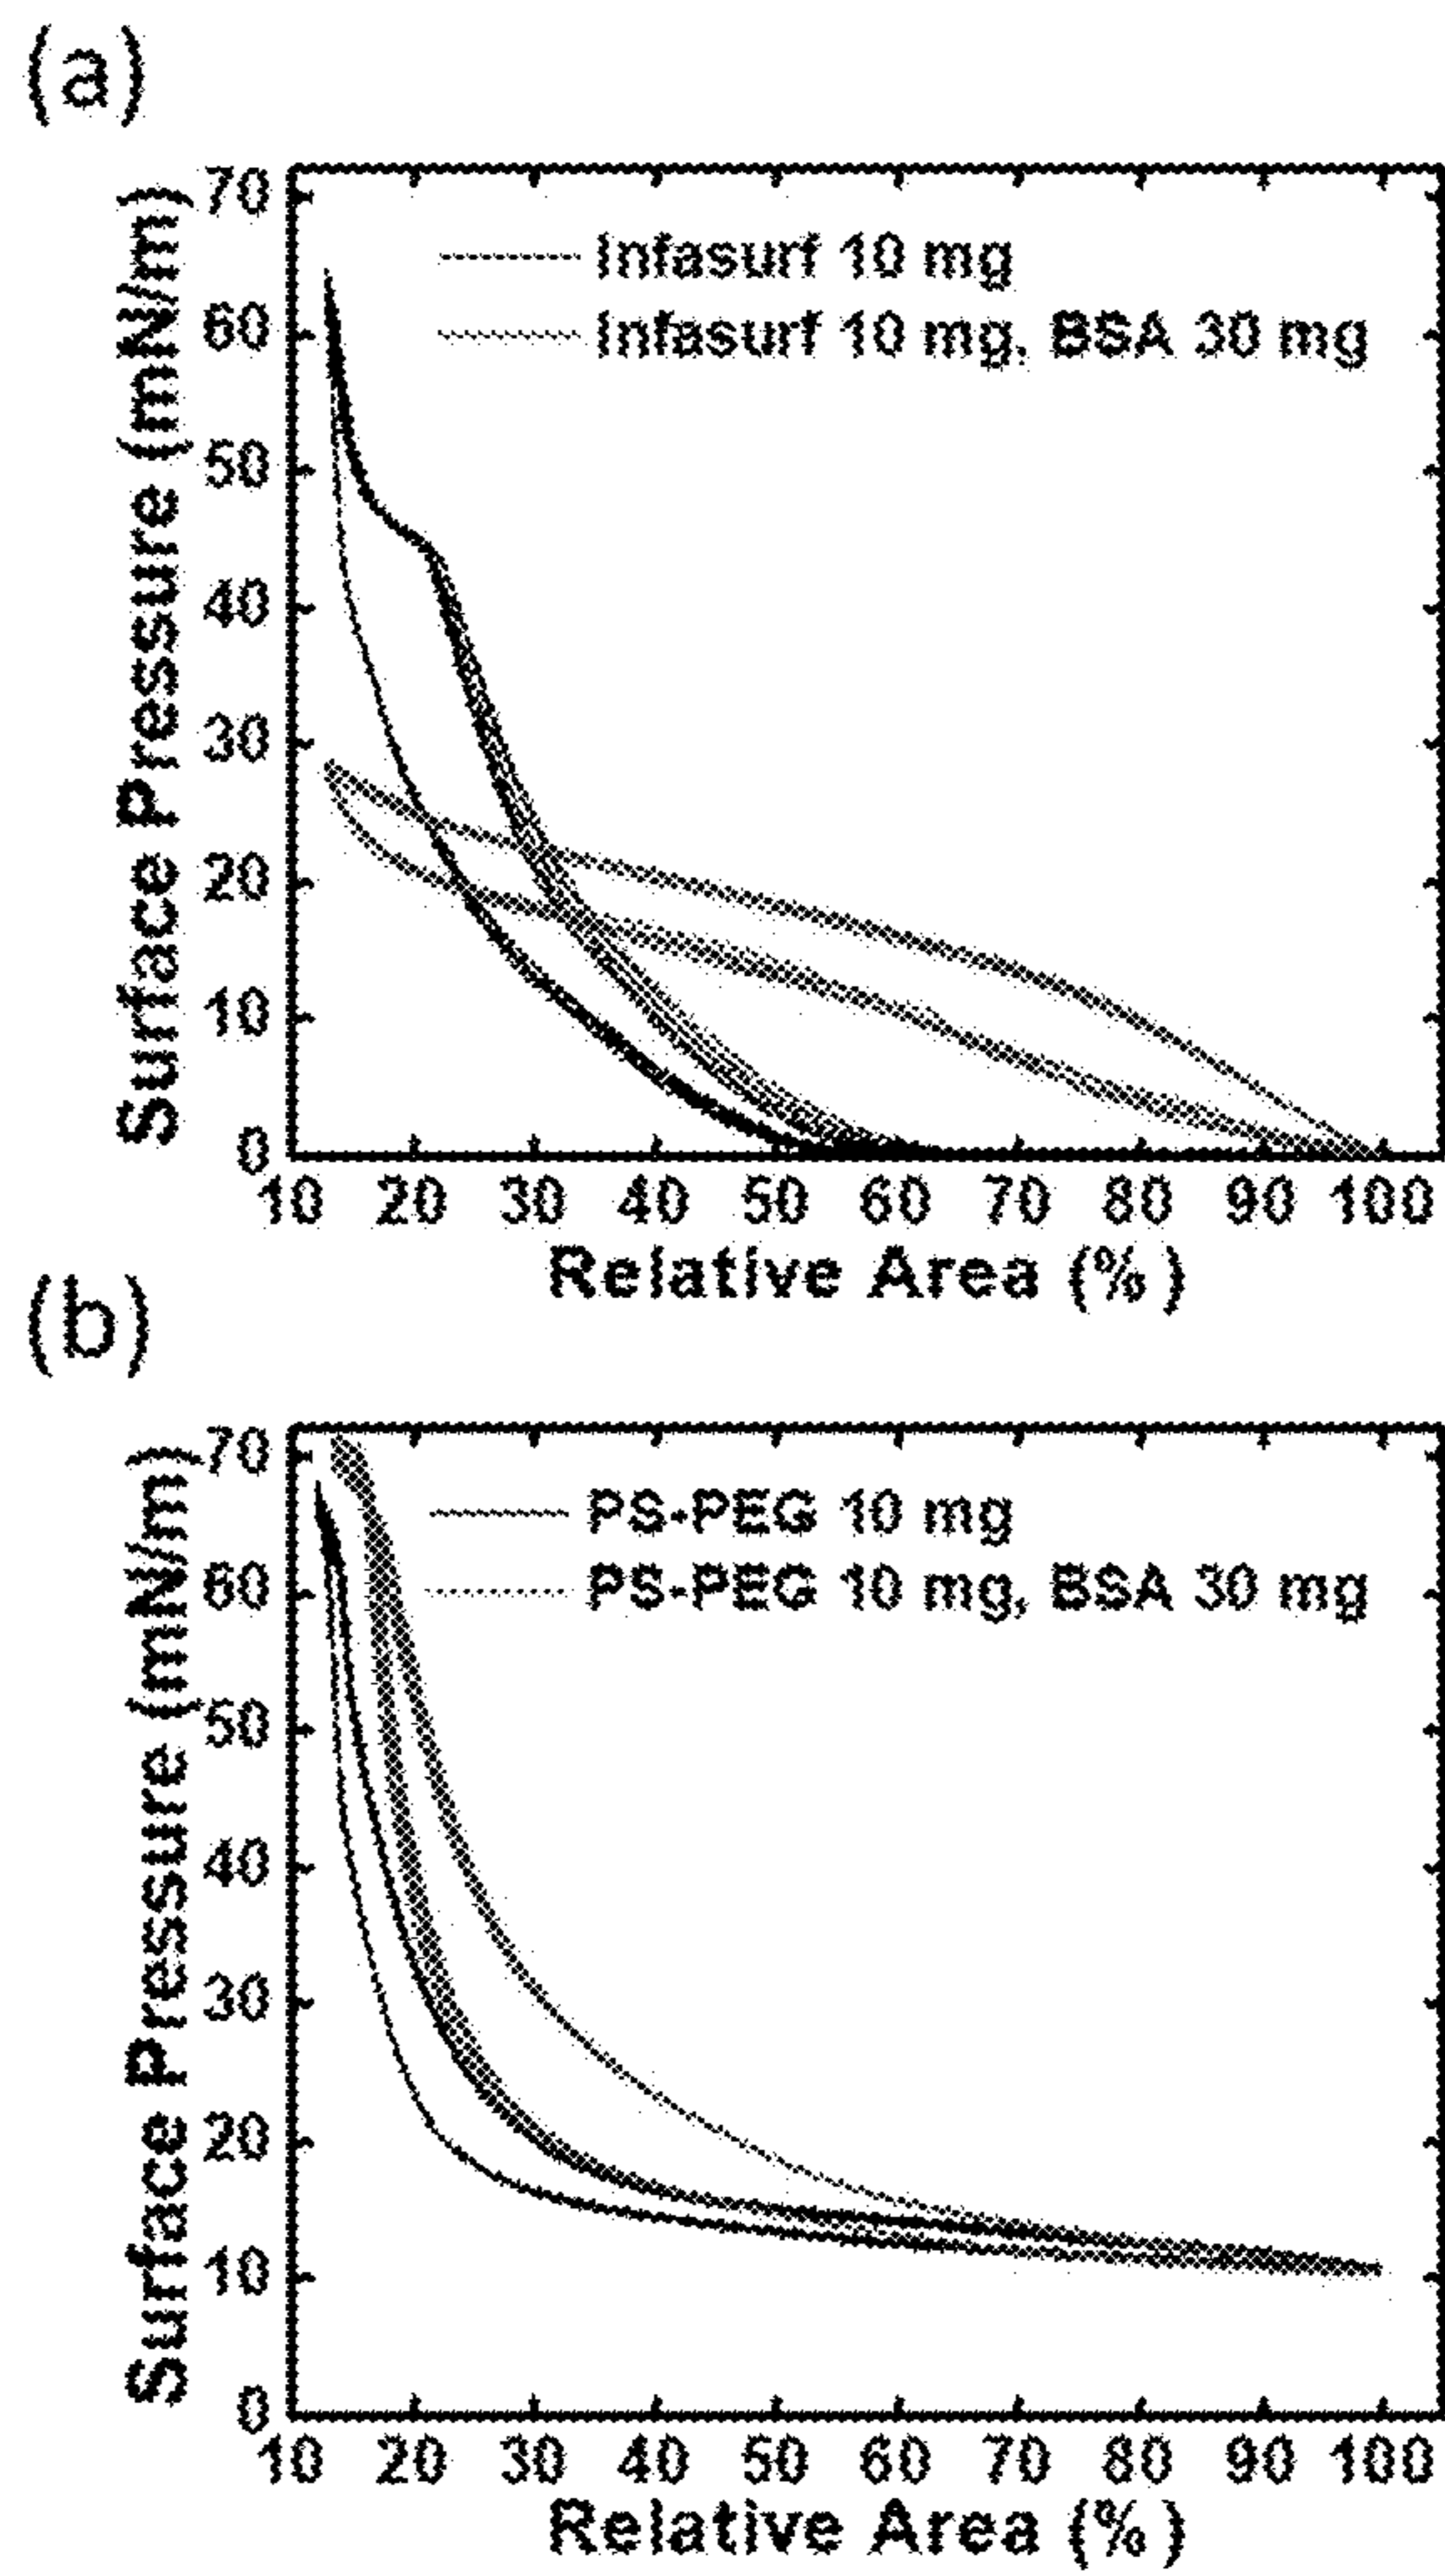 (a)
Surface Pressure (mN/m)
70
60
50
40
30
20
10
0
Infasurf 10 mg
Infasurf 10 mg, BSA 30 mg
10 20 30 40 50 60 70 80 90 100
Relative Area (%)
(b)
Surface Pressure (mN/m)
70
60
50
40
30
20
10
0
PS-PEG 10 mg
PS-PEG 10 mg, BSA 30 mg
10 20 30 40 50 60 70 80 90 100
Relative Area (%)